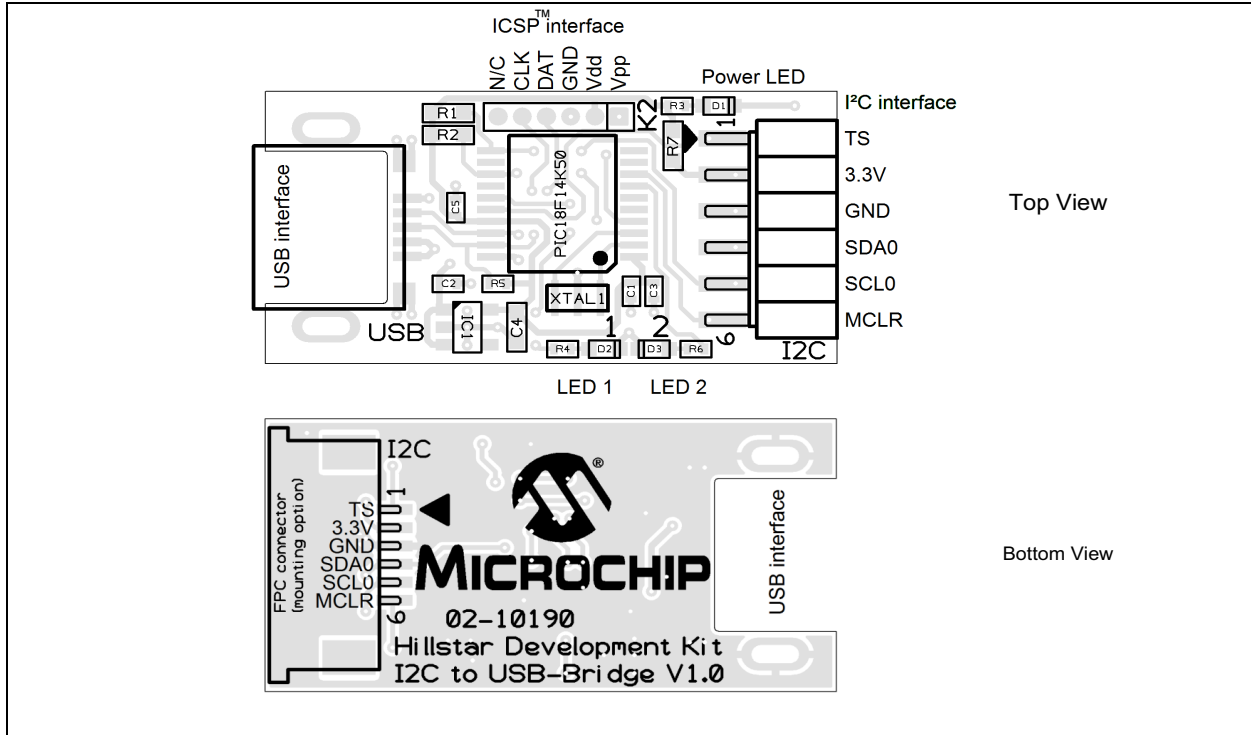 ICSP™ interface
N/C
CLK
DAT
GND
Vdd
Vpp
K2
Power LED
R1
R2
R3
D1
R7
1
I²C interface
TS
3.3V
GND
SDA0
SCL0
MCLR
6
I2C
Top View
USB interface
USB
C5
PIC18F14K50
C2
R5
XTAL1
C1
C3
IC1
C4
1
2
R4
D2
D3
R6
LED 1
LED 2
I2C
FPC connector
(mounting option)
1
TS
3.3V
GND
SDA0
SCL0
MCLR
6
®
MICROCHIP
02-10190
Hillstar Development Kit
I2C to USB-Bridge V1.0
USB interface
Bottom View